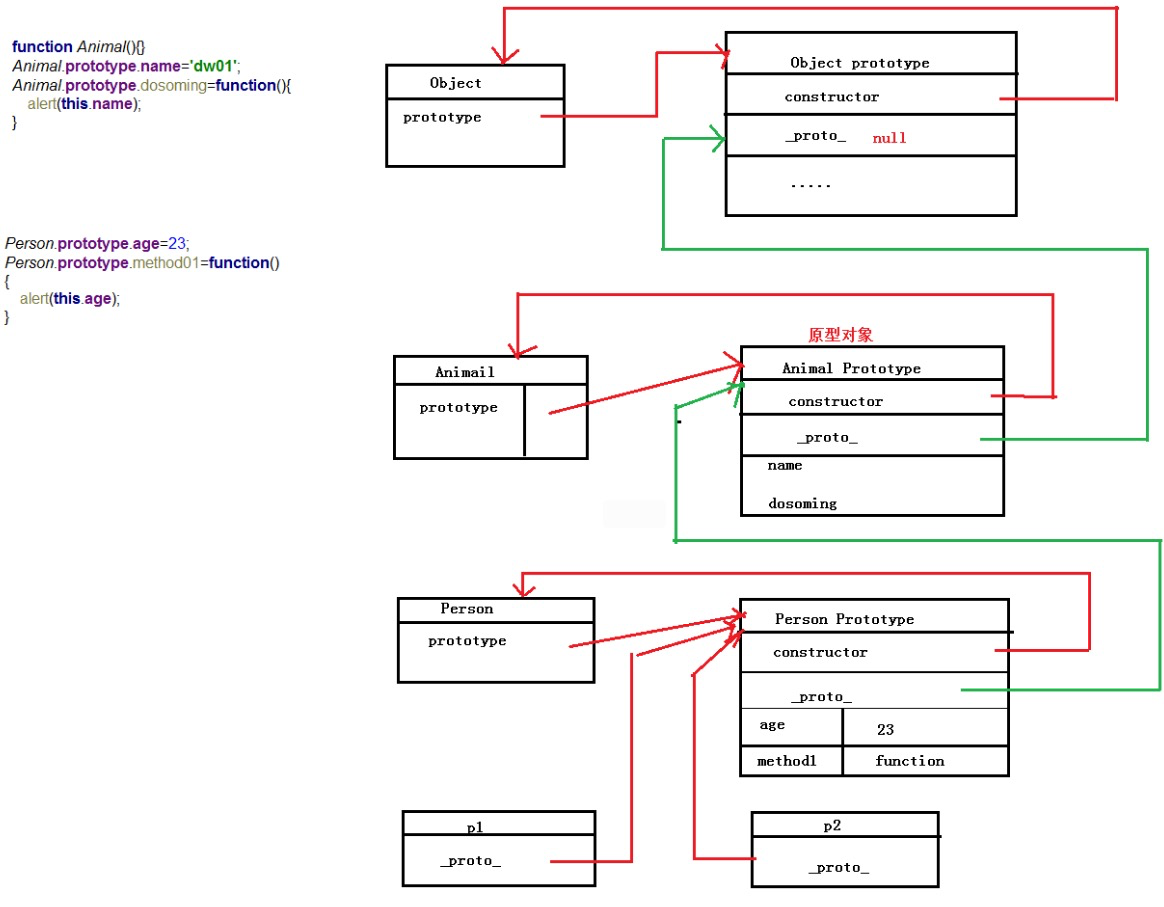 function Animal(){}
Animal.prototype.name='dw01';
Animal.prototype.dosoming=function(){
alert(this.name);
}
Person.prototype.age=23;
Person.prototype.method01=function()
{
alert(this.age);
}
Object
prototype
Object prototype
constructor
_proto_ null
.....
原型对象
Animail
prototype
Animal Prototype
constructor
_proto_
name
dosoming
Person
prototype
Person Prototype
constructor
_proto_
age 23
method1 function
p1
_proto_
p2
_proto_